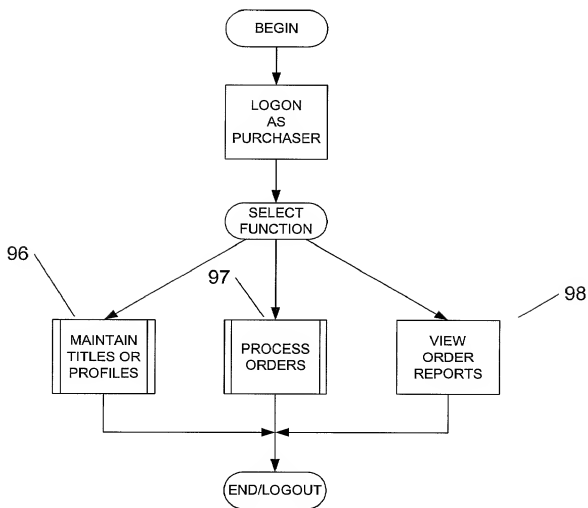 BEGIN
LOGON
AS
PURCHASER
SELECT
FUNCTION
96
97
98
MAINTAIN
TITLES OR
PROFILES
PROCESS
ORDERS
VIEW
ORDER
REPORTS
END/LOGOUT